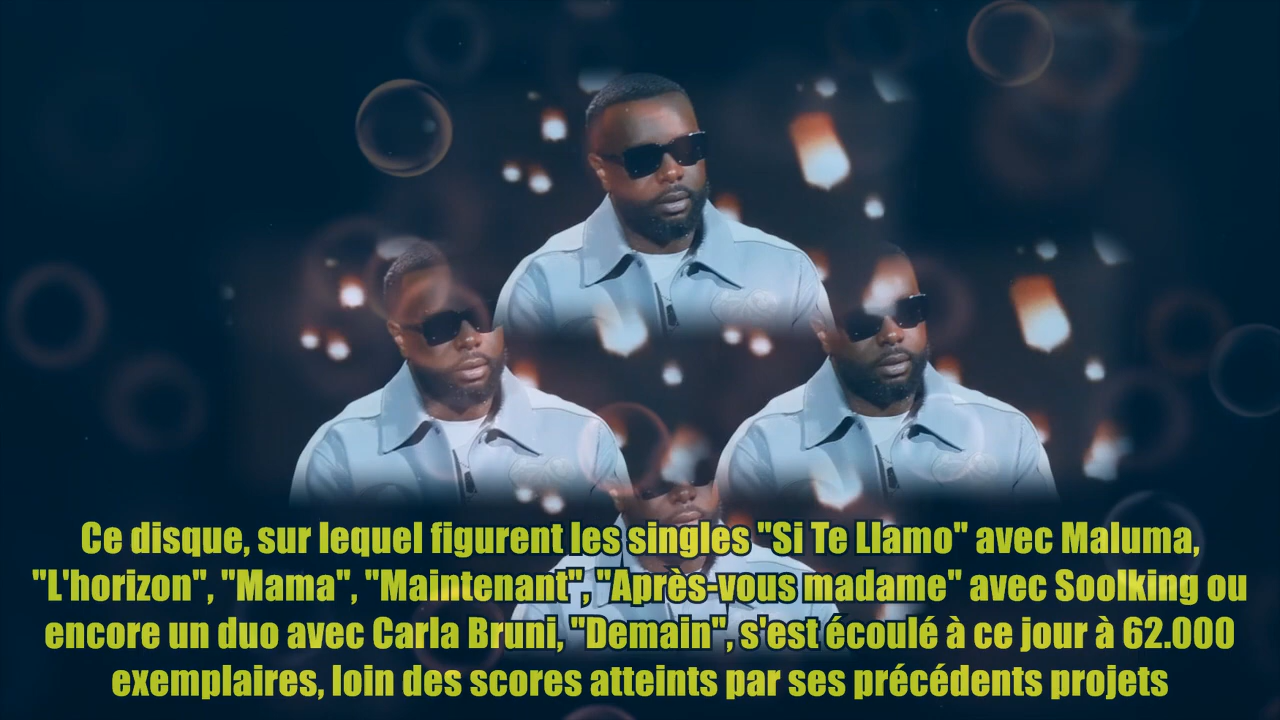 Ce disque, sur lequel figurent les singles "Si Te Llamo" avec Maluma,
"L'horizon", "Mama", "Maintenant", "Après-vous madame" avec Soolking ou
encore un duo avec Carla Bruni, "Demain", s'est écoulé à ce jour à 62.000
exemplaires, loin des scores atteints par ses précédents projets